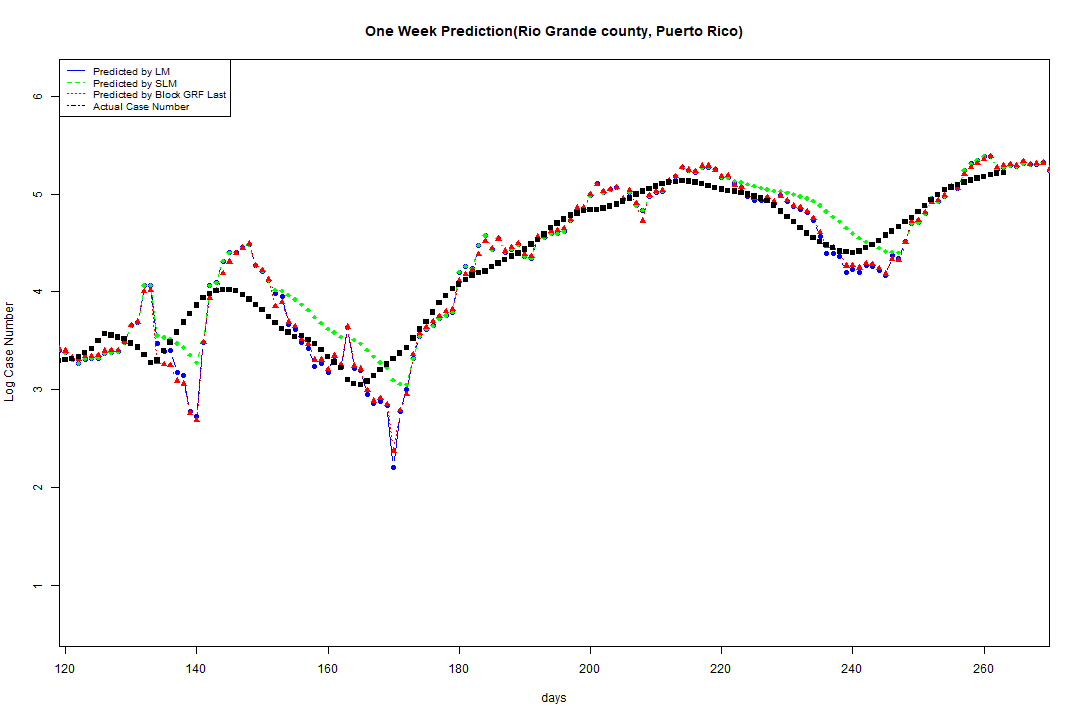 One Week Prediction(Rio Grande county, Puerto Rico)
Predicted by LM
Predicted by SLM
Predicted by Block GRF Last
Actual Case Number
6
5
4
3
2
1
Log Case Number
120 140 160 180 200 220 240 260
days